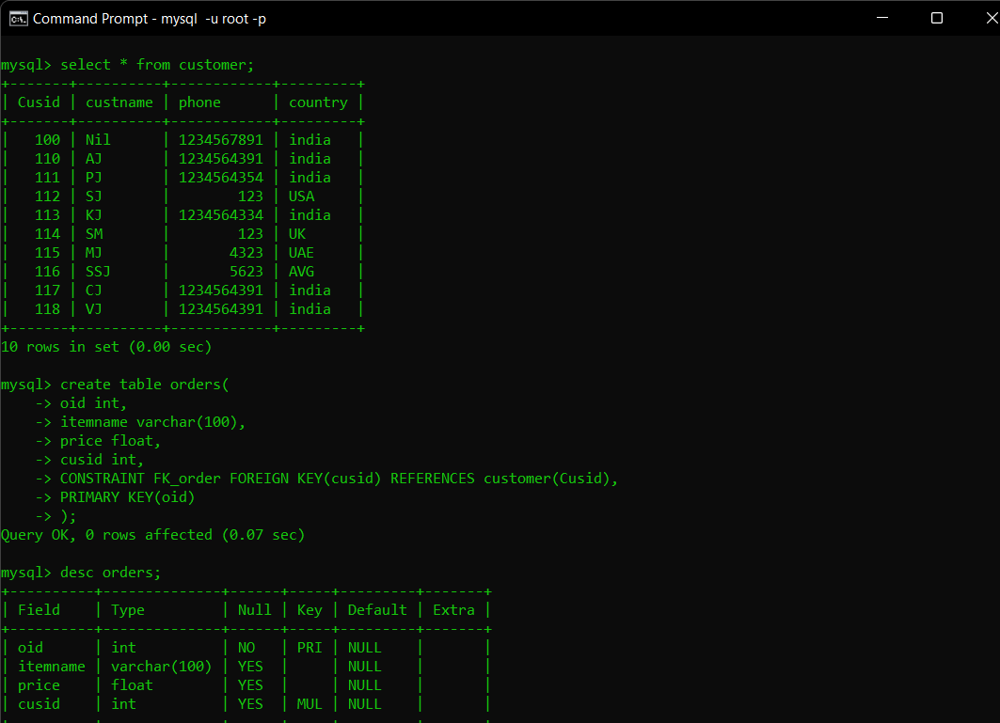 Command Prompt - mysql  -u root -p
mysql> select * from customer;
+-------+----------+------------+---------+
| Cusid | custname | phone      | country |
+-------+----------+------------+---------+
|   100 | Nil      | 1234567891 | india   |
|   110 | AJ       | 1234564391 | india   |
|   111 | PJ       | 1234564354 | india   |
|   112 | SJ       |        123 | USA     |
|   113 | KJ       | 1234564334 | india   |
|   114 | SM       |        123 | UK      |
|   115 | MJ       |       4323 | UAE     |
|   116 | SSJ      |       5623 | AVG     |
|   117 | CJ       | 1234564391 | india   |
|   118 | VJ       | 1234564391 | india   |
+-------+----------+------------+---------+
10 rows in set (0.00 sec)
mysql> create table orders(
    -> oid int,
    -> itemname varchar(100),
    -> price float,
    -> cusid int,
    -> CONSTRAINT FK_order FOREIGN KEY(cusid) REFERENCES customer(Cusid),
    -> PRIMARY KEY(oid)
    -> );
Query OK, 0 rows affected (0.07 sec)
mysql> desc orders;
+----------+--------------+------+-----+---------+-------+
| Field    | Type         | Null | Key | Default | Extra |
+----------+--------------+------+-----+---------+-------+
| oid      | int          | NO   | PRI | NULL    |       |
| itemname | varchar(100) | YES  |     | NULL    |       |
| price    | float        | YES  |     | NULL    |       |
| cusid    | int          | YES  | MUL | NULL    |       |